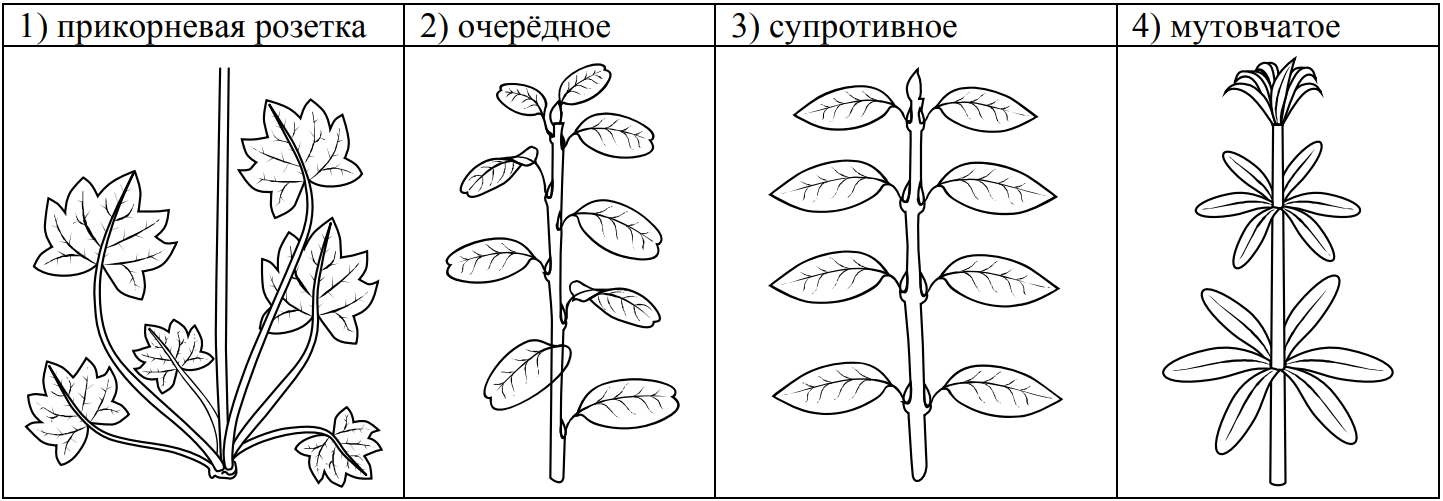 1) прикорневая розетка
2) очерёдное
3) супротивное
4) мутовчатое